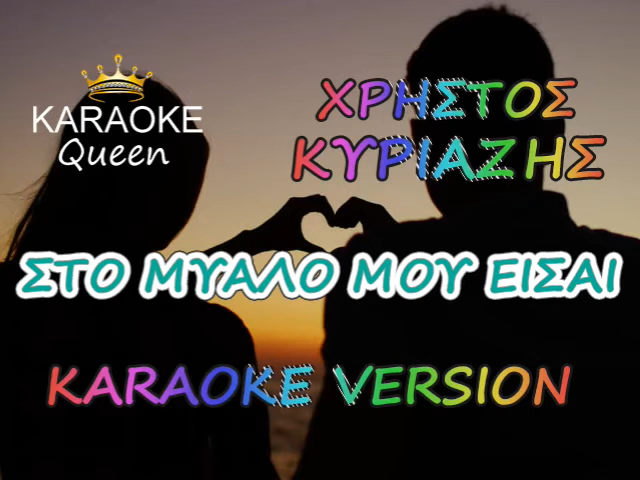 KARAOKE
Queen
ΧΡΗΣΤΟΣ
ΚΥΡΙΑΖΗΣ
ΣΤΟ ΜΥΑΛΟ ΜΟΥ ΕΙΣΑΙ
KARAOKE VERSION